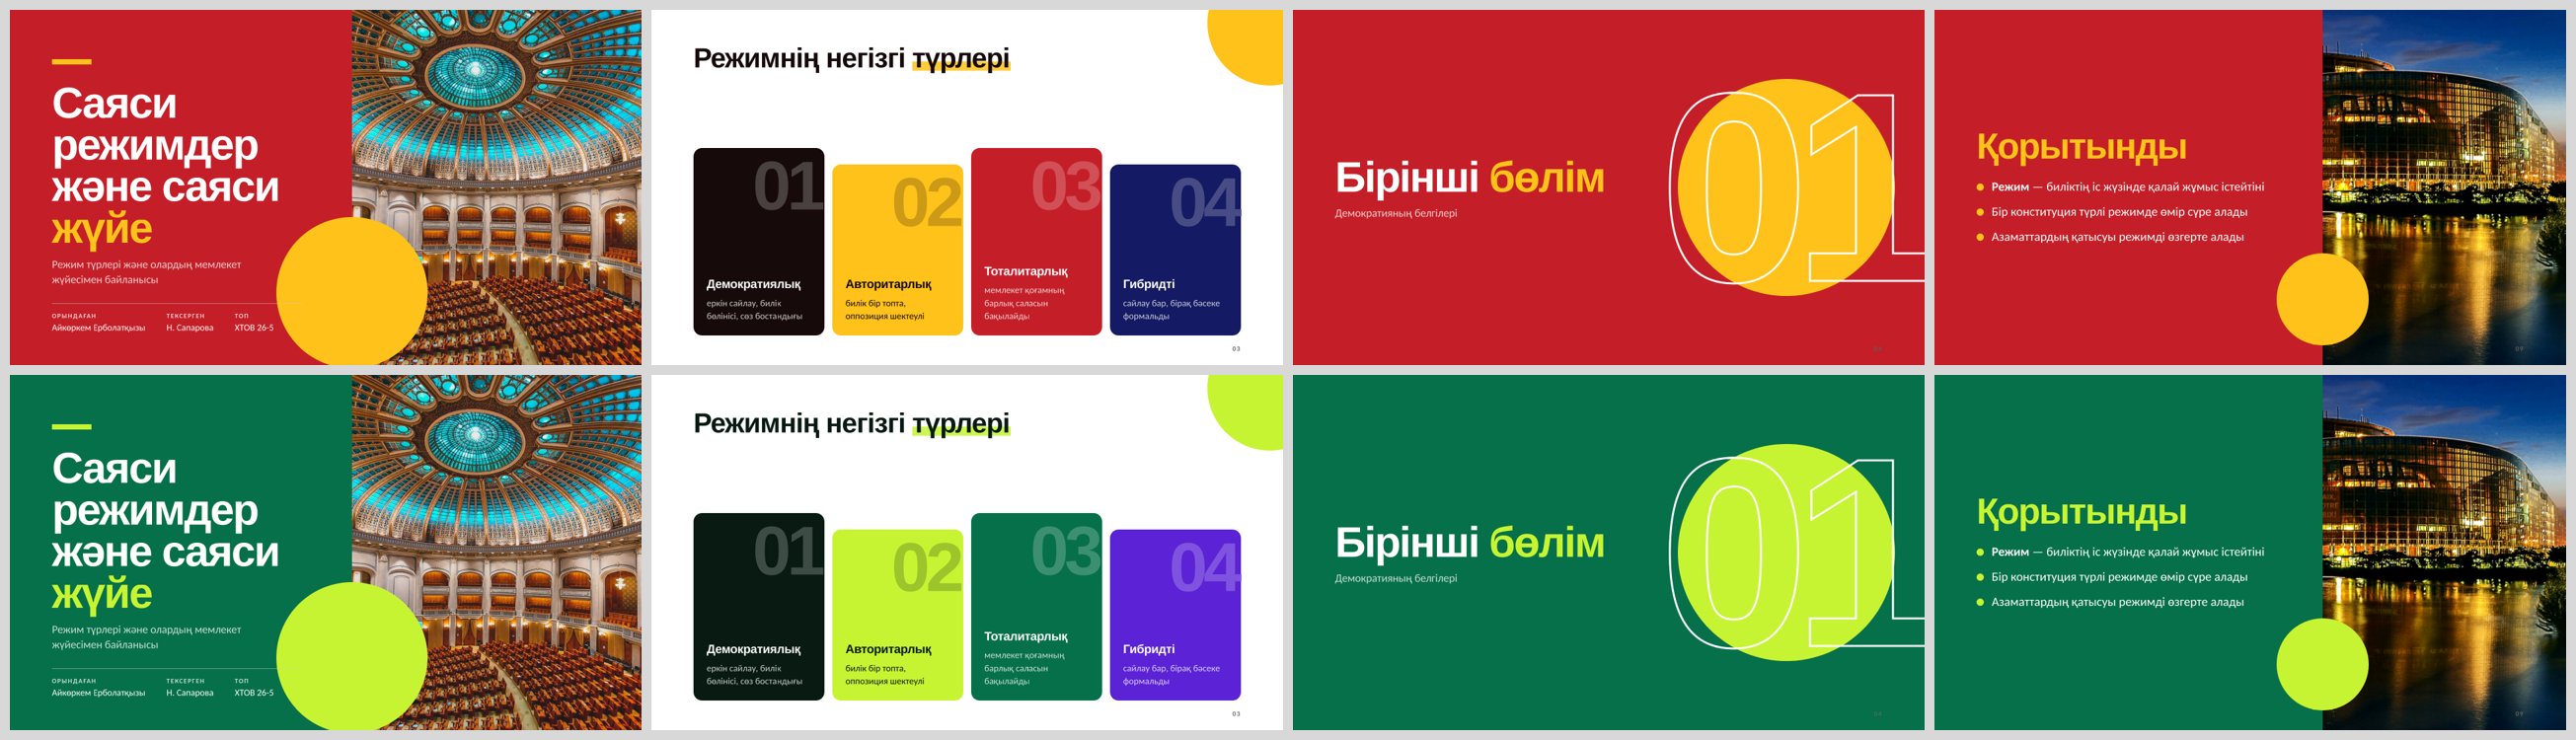 Саяси
режимдер
және саяси
жүйе
Режим түрлері және олардың мемлекет
жүйесімен байланысы
ОРЫНДАҒАН ТЕКСЕРГЕН ТОП
Айкөркем Ерболатқызы Н. Сапарова ХТОВ 26-5
Режимнің негізгі түрлері
01
Демократиялық
еркін сайлау, билік
бөлінісі, сөз бостандығы
02
Авторитарлық
билік бір топта,
оппозиция шектеулі
03
Тоталитарлық
мемлекет қоғамның
барлық саласын
бақылайды
04
Гибридті
сайлау бар, бірақ бәсеке
формальды
03
Бірінші бөлім
Демократияның белгілері
01
Қорытынды
Режим — биліктің іс жүзінде қалай жұмыс істейтіні
Бір конституция түрлі режимде өмір сүре алады
Азаматтардың қатысуы режимді өзгерте алады
Саяси
режимдер
және саяси
жүйе
Режим түрлері және олардың мемлекет
жүйесімен байланысы
ОРЫНДАҒАН ТЕКСЕРГЕН ТОП
Айкөркем Ерболатқызы Н. Сапарова ХТОВ 26-5
Режимнің негізгі түрлері
01
Демократиялық
еркін сайлау, билік
бөлінісі, сөз бостандығы
02
Авторитарлық
билік бір топта,
оппозиция шектеулі
03
Тоталитарлық
мемлекет қоғамның
барлық саласын
бақылайды
04
Гибридті
сайлау бар, бірақ бәсеке
формальды
03
Бірінші бөлім
Демократияның белгілері
01
Қорытынды
Режим — биліктің іс жүзінде қалай жұмыс істейтіні
Бір конституция түрлі режимде өмір сүре алады
Азаматтардың қатысуы режимді өзгерте алады